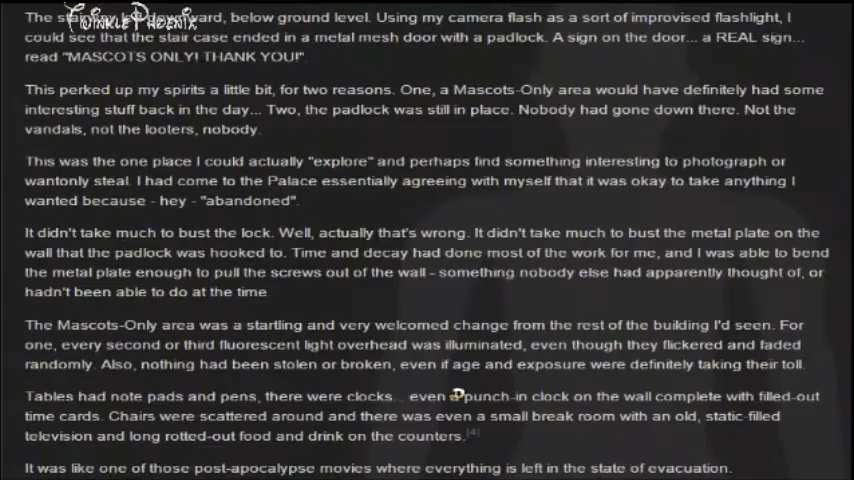 TwinklePhoenix
The ward, below ground level. Using my camera flash as a sort of improvised flashlight, I
could see that the stair case ended in a metal mesh door with a padlock. A sign on the door... a REAL sign...
read "MASCOTS ONLY! THANK YOU!".
This perked up my spirits a little bit, for two reasons. One, a Mascots-Only area would have definitely had some
interesting stuff back in the day... Two, the padlock was still in place. Nobody had gone down there. Not the
vandals, not the looters, nobody.
This was the one place I could actually "explore" and perhaps find something interesting to photograph or
wantonly steal. I had come to the Palace essentially agreeing with myself that it was okay to take anything I
wanted because - hey - "abandoned".
It didn't take much to bust the lock. Well, actually that's wrong. It didn't take much to bust the metal plate on the
wall that the padlock was hooked to. Time and decay had done most of the work for me, and I was able to bend
the metal plate enough to pull the screws out of the wall - something nobody else had apparently thought of, or
hadn't been able to do at the time.
The Mascots-Only area was a startling and very welcomed change from the rest of the building I'd seen. For
one, every second or third fluorescent light overhead was illuminated, even though they flickered and faded
randomly. Also, nothing had been stolen or broken, even if age and exposure were definitely taking their toll.
Tables had note pads and pens, there were clocks... even a punch-in clock on the wall complete with filled-out
time cards. Chairs were scattered around and there was even a small break room with an old, static-filled
television and long rotted-out food and drink on the counters.[4]
It was like one of those post-apocalypse movies where everything is left in the state of evacuation.